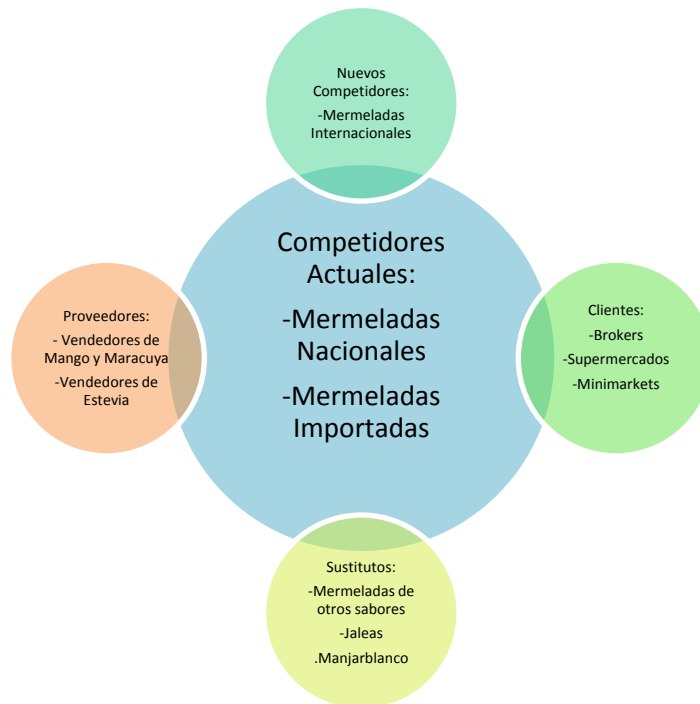 Nuevos
Competidores:
-Mermeladas
Internacionales
Competidores
Actuales:
-Mermeladas
Nacionales
-Mermeladas
Importadas
Proveedores:
- Vendedores de
Mango y Maracuya
-Vendedores de
Estevia
Clientes:
-Brokers
-Supermercados
-Minimarkets
Sustitutos:
-Mermeladas de
otros sabores
-Jaleas
.Manjarblanco